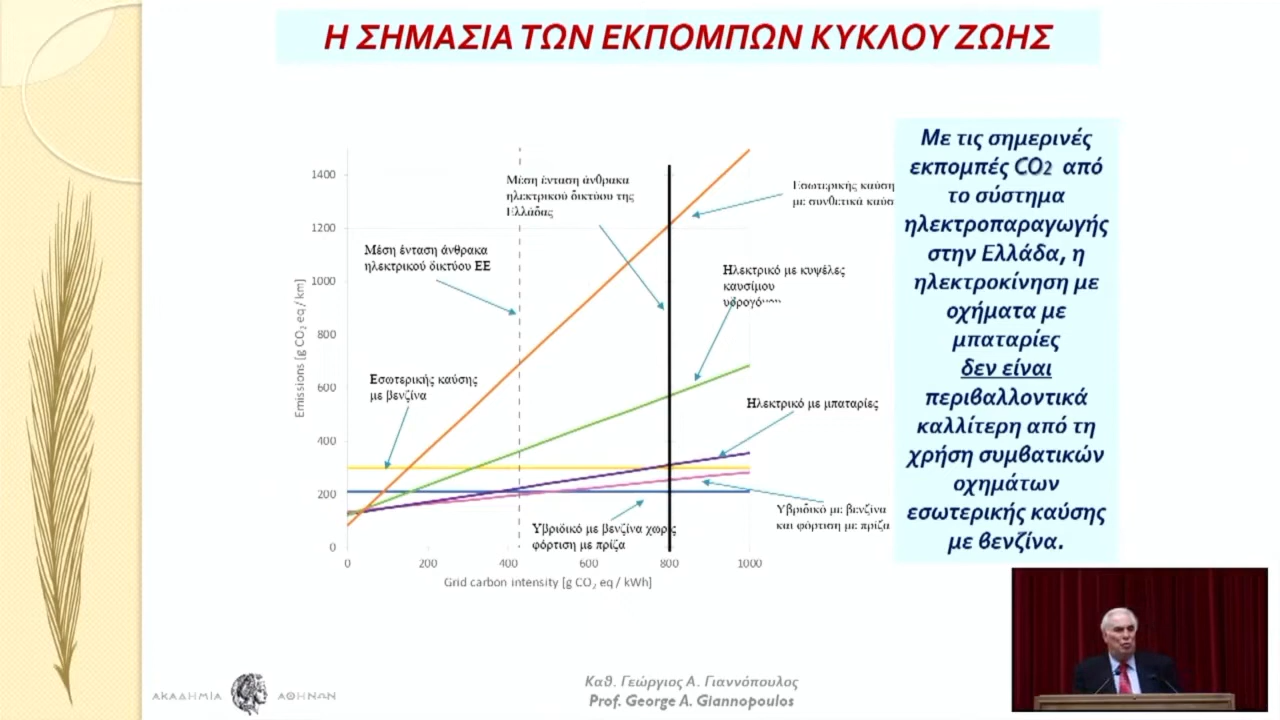 Η ΣΗΜΑΣΙΑ ΤΩΝ ΕΚΠΟΜΠΩΝ ΚΥΚΛΟΥ ΖΩΗΣ
Με τις σημερινές
εκπομπές CO2 από
το σύστημα
ηλεκτροπαραγωγής
στην Ελλάδα, η
ηλεκτροκίνηση με
οχήματα με
μπαταρίες
δεν είναι
περιβαλλοντικά
καλλίτερη από τη
χρήση συμβατικών
οχημάτων
εσωτερικής καύσης
με βενζίνα.
Μέση ένταση άνθρακα
ηλεκτρικού δικτύου της
Ελλάδας
Εσωτερικής καύση
με συνθετικά καύσ
Μέση ένταση άνθρακα
ηλεκτρικού δικτύου ΕΕ
Ηλεκτρικό με κυψέλες
καυσίμου
Εσωτερικής καύσης
με βενζίνα
Ηλεκτρικό με μπαταρίες
Υβριδικό με βενζίνα
και φόρτιση με πρίζα
Υβριδικό με βενζίνα χωρίς
φόρτιση με πρίζα
Emissions [g CO₂ eq / km]
1400
1200
1000
800
600
400
200
0
0 200 400 600 800 1000
Grid carbon intensity [g CO₂ eq / kWh]
ΑΚΑΔΗΜΙΑ ΑΘΗΝΩΝ
Καθ. Γεώργιος Α. Γιαννόπουλος
Prof. George A. Giannopoulos